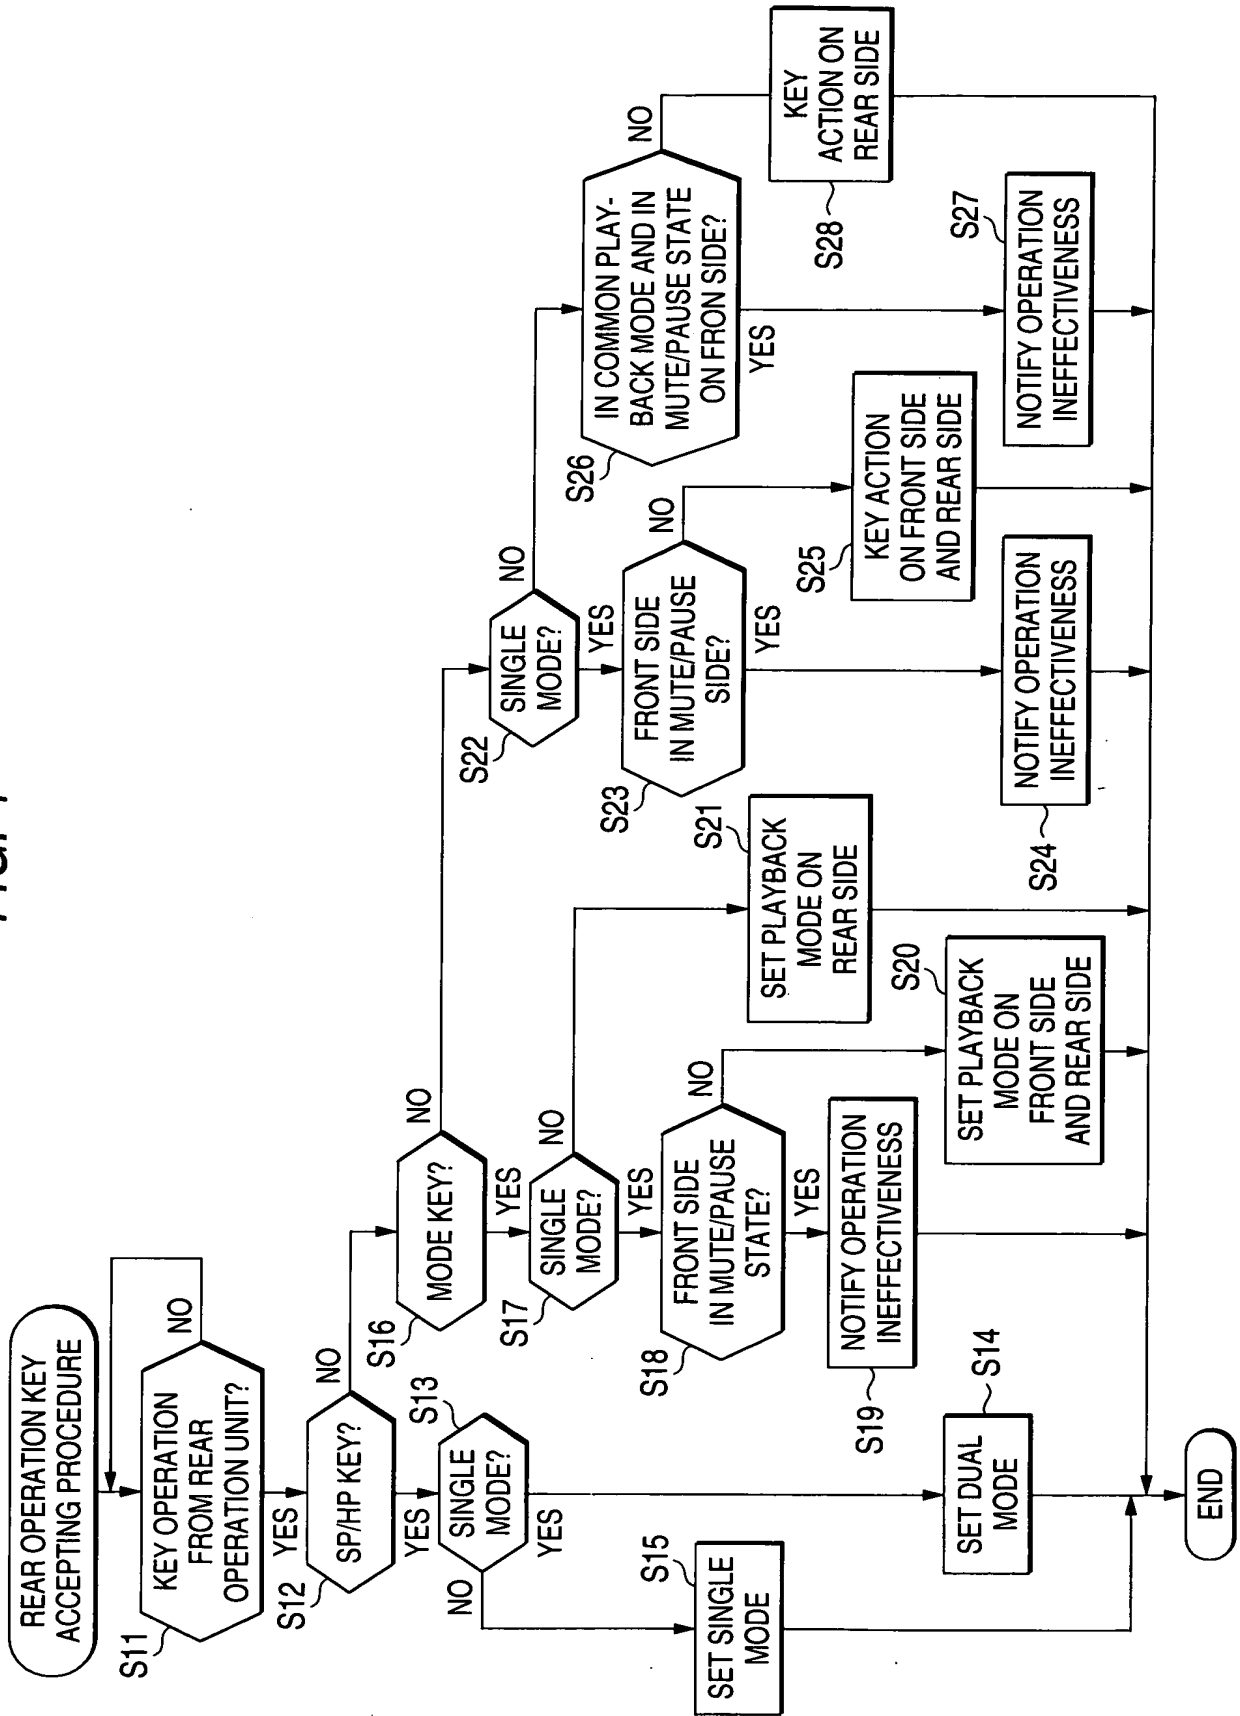 REAR OPERATION KEY
ACCEPTING PROCEDURE
S11
KEY OPERATION
FROM REAR
OPERATION UNIT?
NO
YES
S12
SP/HP KEY?
NO
YES
S13
SINGLE
MODE?
NO
YES
S15
SET SINGLE
MODE
S14
SET DUAL
MODE
S16
MODE KEY?
NO
YES
S17
SINGLE
MODE?
NO
YES
S18
FRONT SIDE
IN MUTE/PAUSE
STATE?
NO
YES
S19
NOTIFY OPERATION
INEFFECTIVENESS
S20
SET PLAYBACK
MODE ON
FRONT SIDE
AND REAR SIDE
S21
SET PLAYBACK
MODE ON
REAR SIDE
S22
SINGLE
MODE?
NO
YES
S23
FRONT SIDE
IN MUTE/PAUSE
SIDE?
NO
YES
S24
NOTIFY OPERATION
INEFFECTIVENESS
S25
KEY ACTION
ON FRONT SIDE
AND REAR SIDE
S26
IN COMMON PLAY-
BACK MODE AND IN
MUTE/PAUSE STATE
ON FRON SIDE?
NO
YES
S27
NOTIFY OPERATION
INEFFECTIVENESS
S28
KEY
ACTION ON
REAR SIDE
END